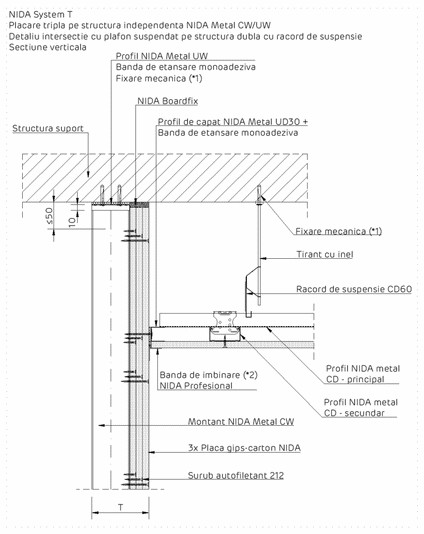 NIDA System T
Placare tripla pe structura independenta NIDA Metal CW/UW
Detaliu intersectie cu plafon suspendat pe structura dubla cu racord de suspensie
Sectiune verticala
Profil NIDA Metal UW
Banda de etansare monoadeziva
Fixare mecanica (*1)
NIDA Boardfix
Profil de capat NIDA Metal UD30 +
Banda de etansare monoadeziva
Structura suport
≤50
10
Fixare mecanica (*1)
Tirant cu inel
Racord de suspensie CD60
Profil NIDA metal
CD - principal
Banda de imbinare (*2)
NIDA Profesional
Profil NIDA metal
CD - secundar
Montant NIDA Metal CW
3x Placa gips-carton NIDA
Surub autofiletant 212
T